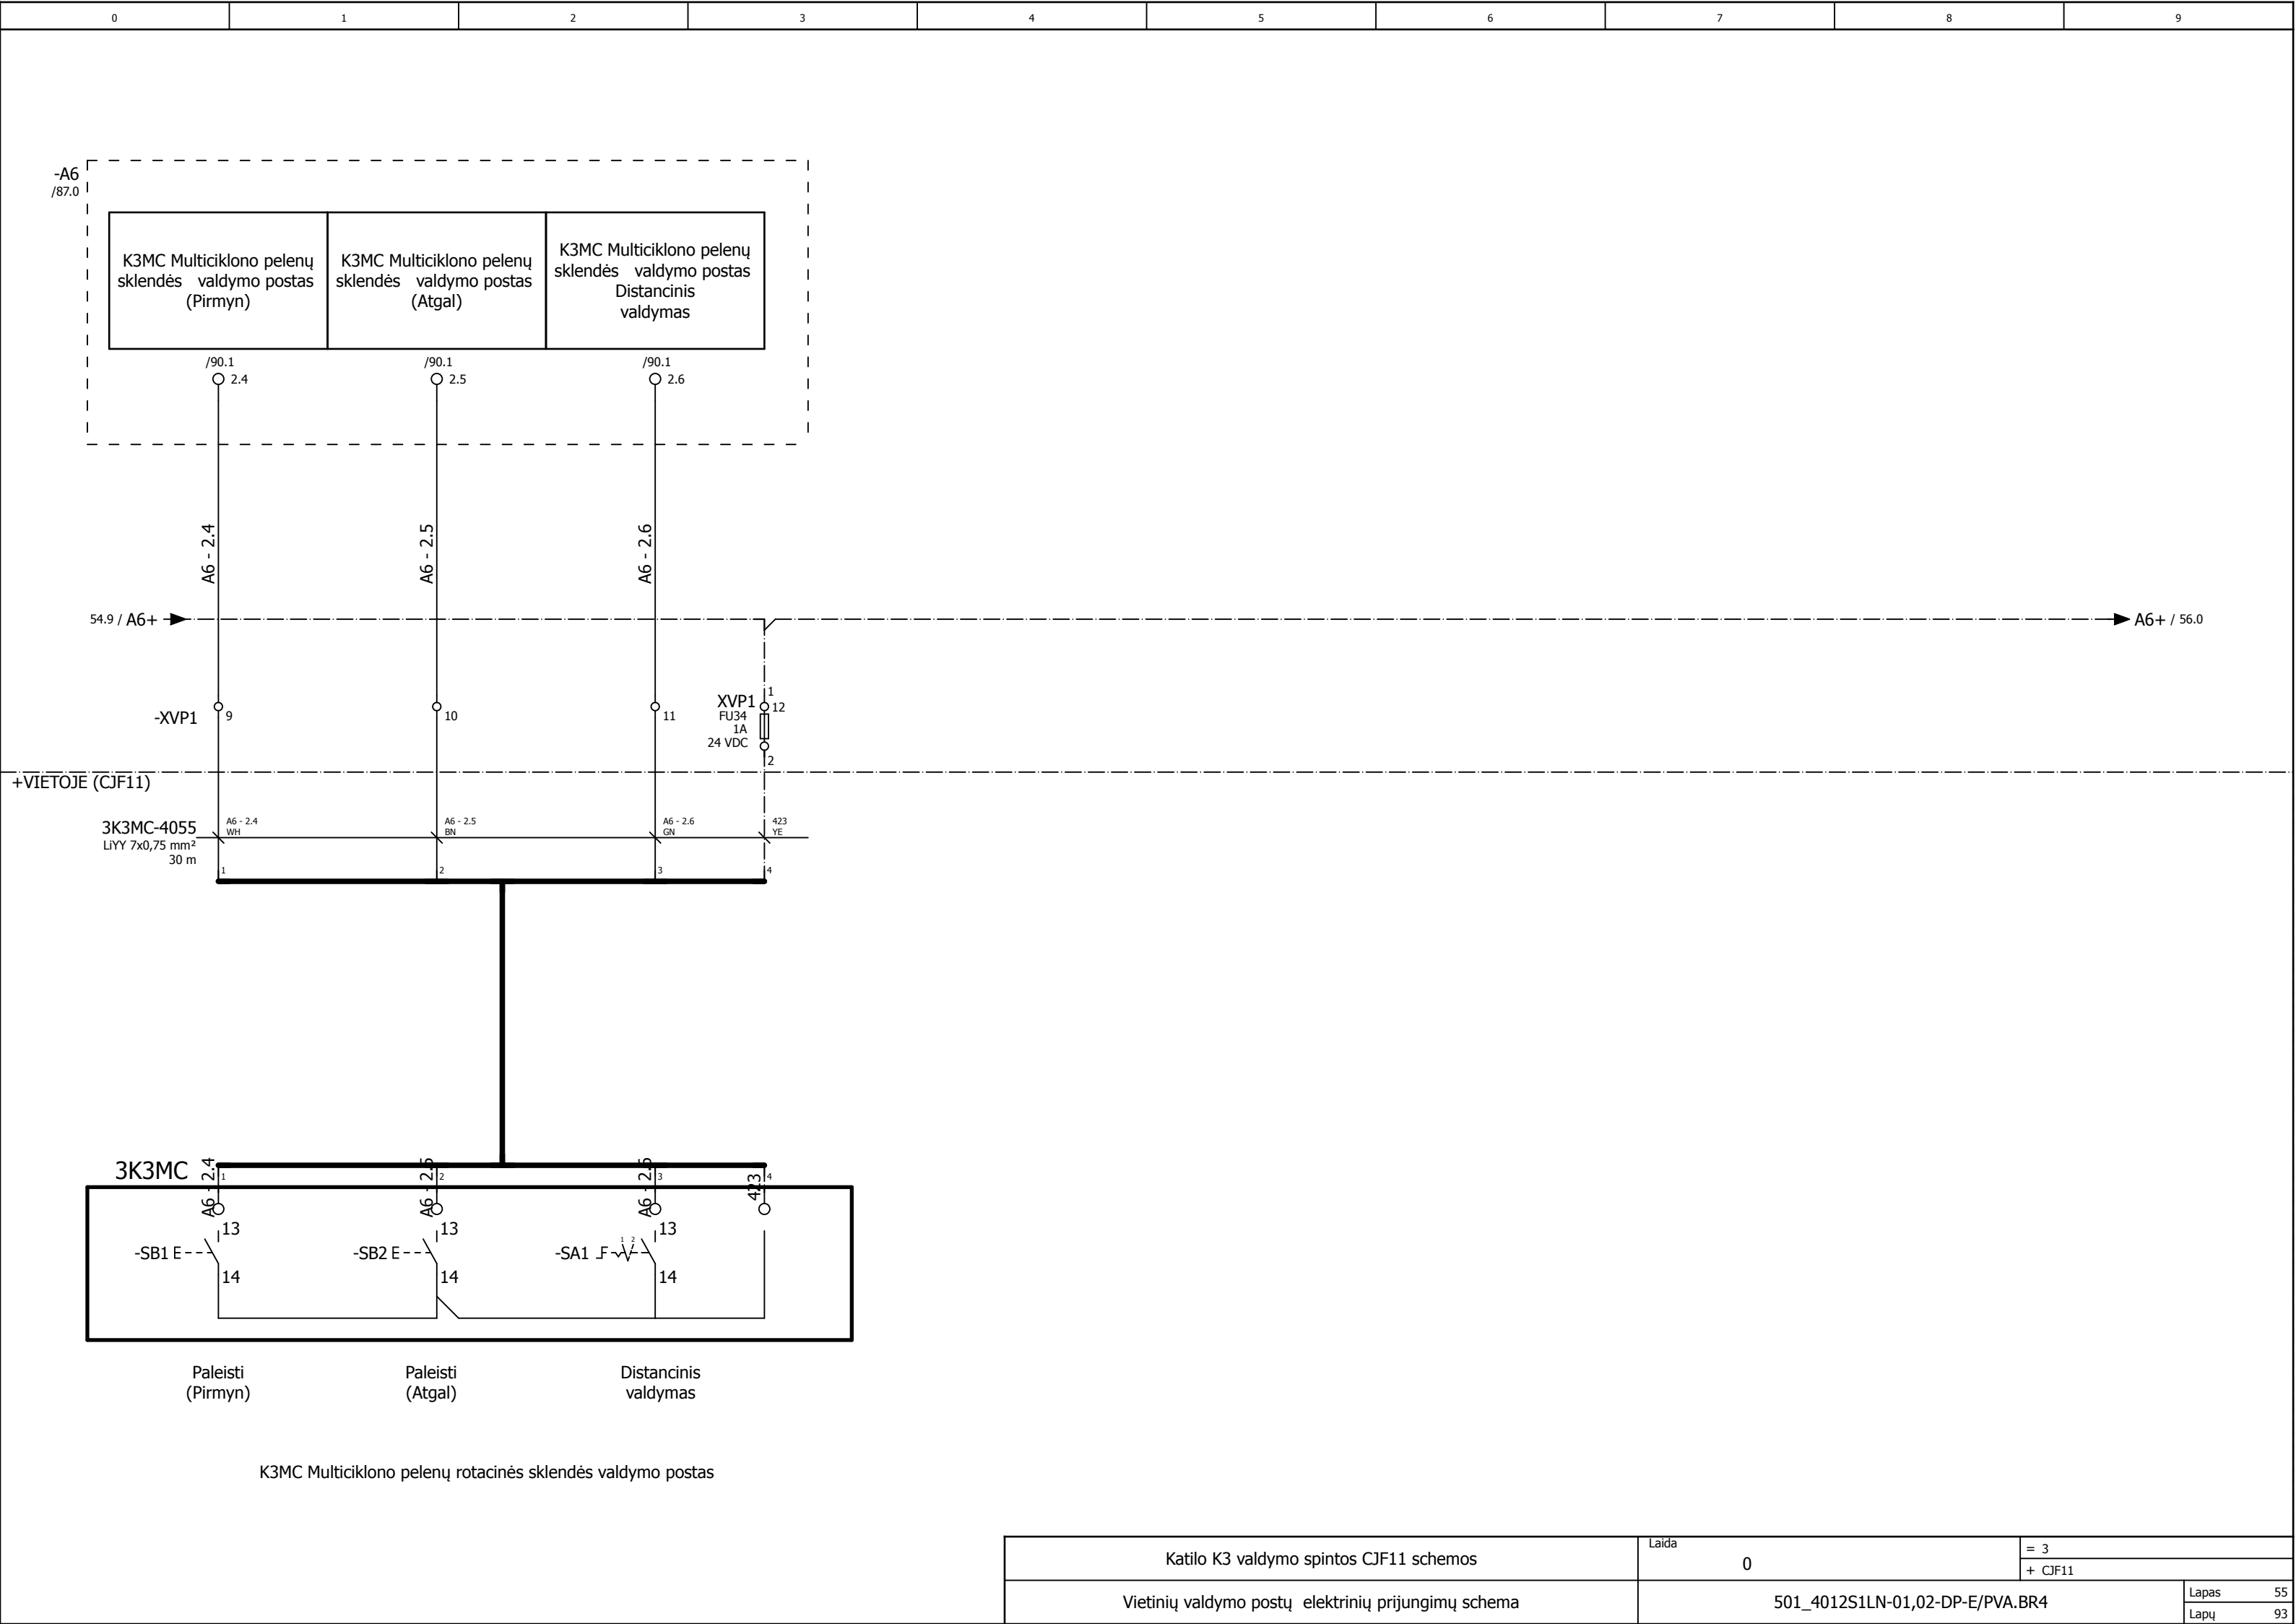 0 1 2 3 4 5 6 7 8 9
-A6
/87.0
K3MC Multiciklono pelenų
sklendės valdymo postas
(Pirmyn)
K3MC Multiciklono pelenų
sklendės valdymo postas
(Atgal)
K3MC Multiciklono pelenų
sklendės valdymo postas
Distancinis
valdymas
/90.1 /90.1 /90.1
2.4 2.5 2.6
A6 - 2.4
A6 - 2.5
A6 - 2.6
54.9 / A6+
A6+ / 56.0
-XVP1 9 10 11
XVP1
FU34
1A
24 VDC
1
12
2
+VIETOJE (CJF11)
3K3MC-4055
LiYY 7x0,75 mm²
30 m
A6 - 2.4
WH
A6 - 2.5
BN
A6 - 2.6
GN
423
YE
1 2 3 4
3K3MC
A6 - 2.4
A6 - 2.5
A6 - 2.6
423
1 2 3 4
13 13 13
-SB1 E
-SB2 E
-SA1
1 2
14 14 14
Paleisti
(Pirmyn)
Paleisti
(Atgal)
Distancinis
valdymas
K3MC Multiciklono pelenų rotacinės sklendės valdymo postas
Katilo K3 valdymo spintos CJF11 schemos
Laida
0
= 3
+ CJF11
Vietinių valdymo postų elektrinių prijungimų schema
501_4012S1LN-01,02-DP-E/PVA.BR4
Lapas 55
Lapų 93